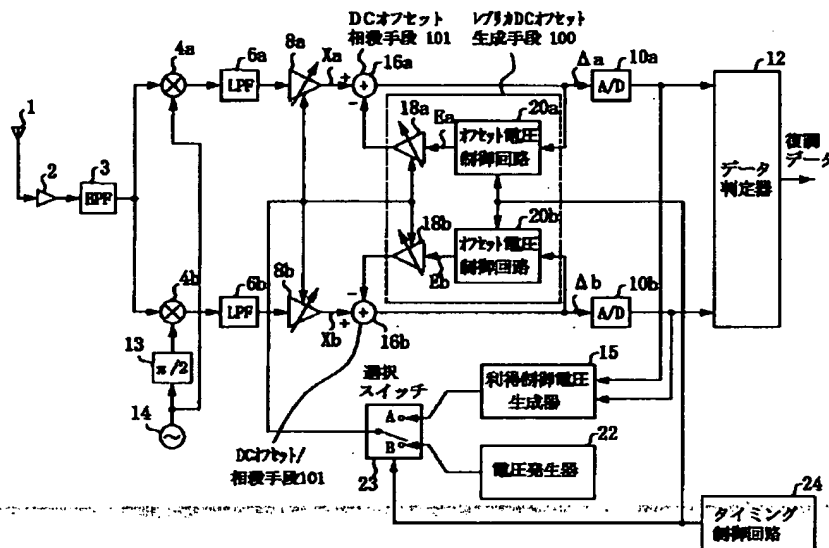 DCオフセット
相殺手段 101
レプリカDCオフセット
生成手段 100
4a
6a
8a
Xa
+
16a
Δa
10a
12
LPF
+
A/D
-
1
18a
Ea
20a
オフセット電圧
制御回路
2
3
BPF
データ
判定器
復調
データ
20b
18b
オフセット電圧
制御回路
4b
6b
8b
Eb
-
Δb
10b
LPF
+
A/D
Xb
+
16b
13
π/2
15
選択
スイッチ
利得制御電圧
生成器
14
A
B
22
DCオフセット/
相殺手段101
23
電圧発生器
24
タイミング
制御回路